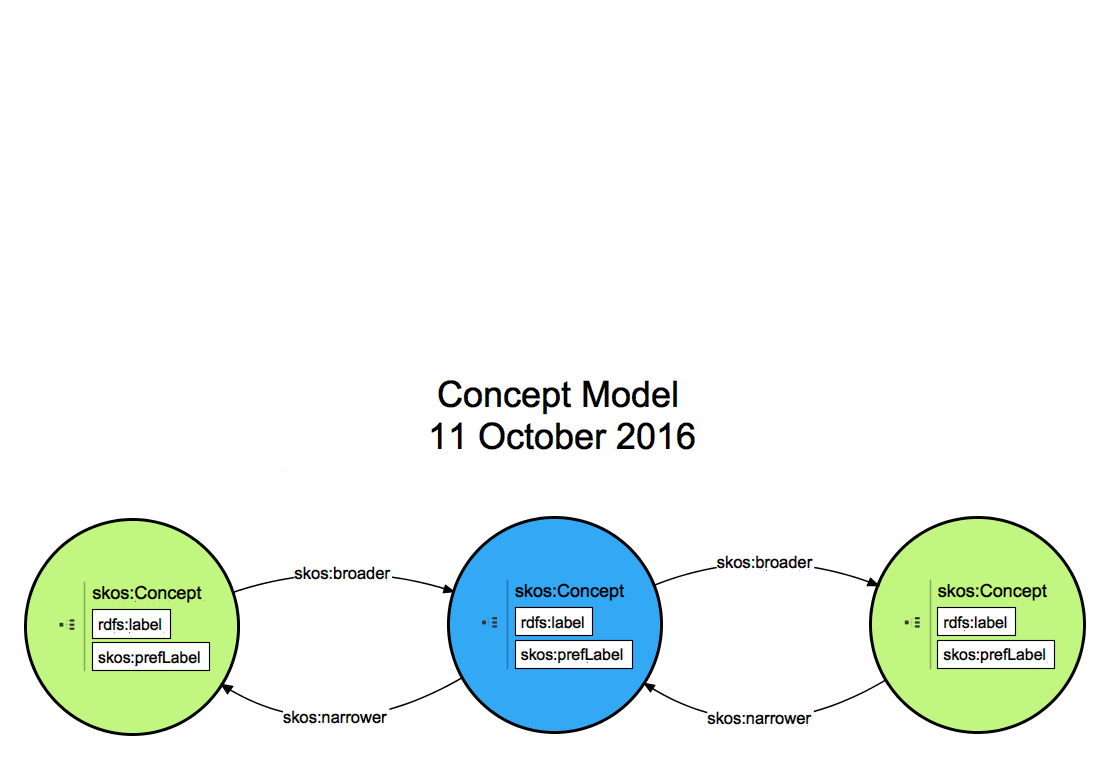 Concept Model
11 October 2016
skos:broader
skos:broader
skos:Concept
rdfs:label
skos:prefLabel
skos:Concept
rdfs:label
skos:prefLabel
skos:Concept
rdfs:label
skos:prefLabel
skos:narrower
skos:narrower